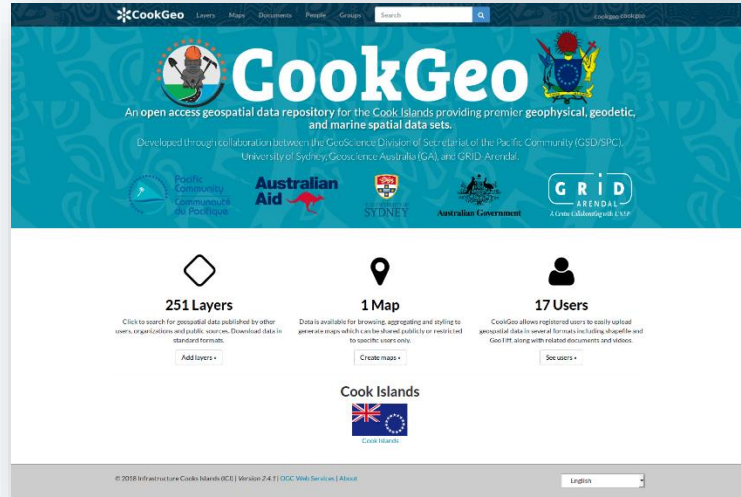 CookGeo Layers Maps Documents People Groups Search cookgeo cookgeo
CookGeo
An open access geospatial data repository for the Cook Islands providing premier geophysical, geodetic,
and marine spatial data sets.
Developed through collaboration between the GeoScience Division of Secretariat of the Pacific Community (GSD/SPC),
University of Sydney, Geoscience Australia (GA), and GRID-Arendal.
Pacific
Community
Communauté
du Pacifique
Australian
Aid
SYDNEY
Australian Government
GRID
ARENDAL
A Centre Collaborating with UNEP
251 Layers
Click to search for geospatial data published by other
users, organizations and public sources. Download data in
standard formats.
Add layers
1 Map
Data is available for browsing, aggregating and styling to
generate maps which can be shared publicly or restricted
to specific users only.
Create maps
17 Users
CookGeo allows registered users to easily upload
geospatial data in several formats including shapefile and
GeoTiff, along with related documents and videos.
See users
Cook Islands
Cook Islands
© 2018 Infrastructure Cooks Islands (ICI) | Version 2.4.1 | OGC Web Services | About
English